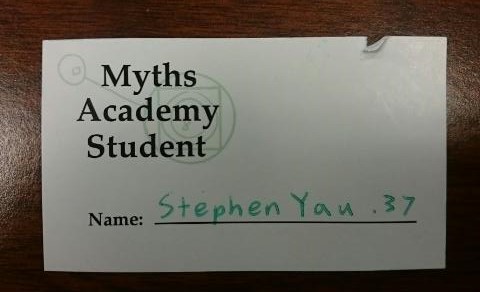 Myths
Academy
Student
Name: Stephen Yau .37